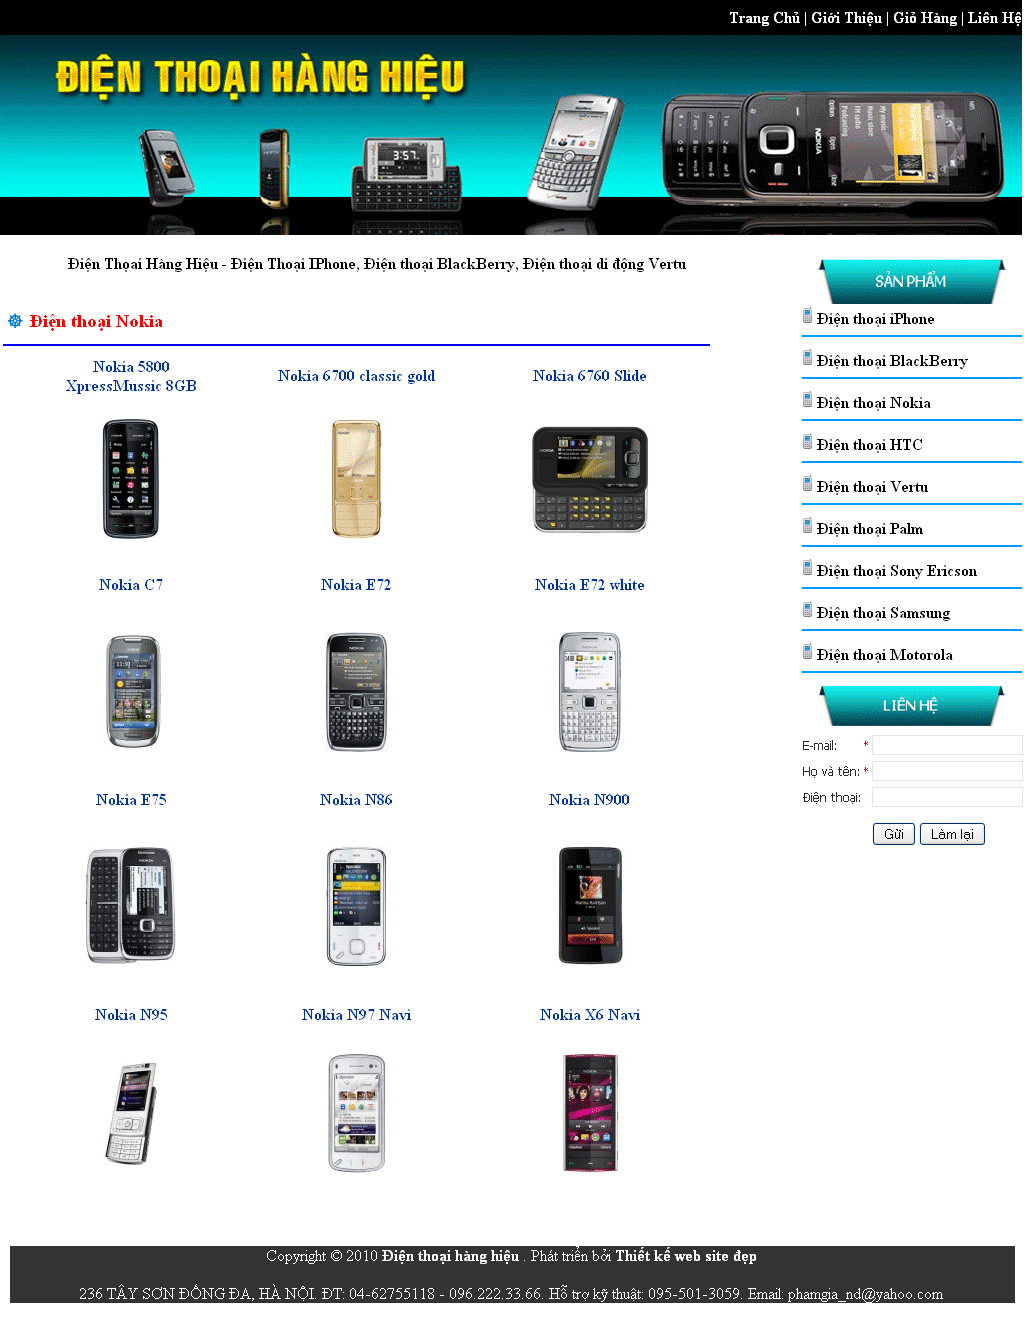 Trang Chủ | Giới Thiệu | Giỏ Hàng | Liên Hệ
ĐIỆN THOẠI HÀNG HIỆU
3:57
NOKIA
Điện Thoại Hàng Hiệu - Điện Thoại IPhone, Điện thoại BlackBerry, Điện thoại di động Vertu
Điện thoại Nokia
Nokia 5800
XpressMussic 8GB
Nokia 6700 classic gold
Nokia 6760 Slide
Nokia C7
Nokia E72
Nokia E72 white
Nokia E75
Nokia N86
Nokia N900
Nokia N95
Nokia N97 Navi
Nokia X6 Navi
SẢN PHẨM
Điện thoại iPhone
Điện thoại BlackBerry
Điện thoại Nokia
Điện thoại HTC
Điện thoại Vertu
Điện thoại Palm
Điện thoại Sony Ericson
Điện thoại Samsung
Điện thoại Motorola
LIÊN HỆ
E-mail: *
Họ và tên: *
Điện thoại:
Gửi Làm lại
Copyright © 2010 Điện thoại hàng hiệu . Phát triển bởi Thiết kế web site đẹp
236 TÂY SƠN ĐỐNG ĐA, HÀ NỘI. ĐT: 04-62755118 - 096.222.33.66. Hỗ trợ kỹ thuật: 095-501-3059. Email: phamgia_nd@yahoo.com